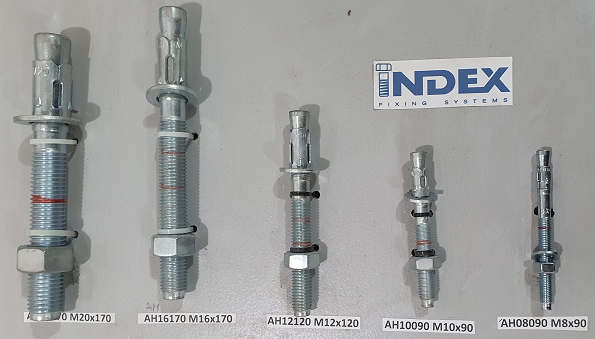 INDEX
FIXING SYSTEMS
M20x170
AH16170 M16x170
AH12120 M12x120
AH10090 M10x90
AH08090 M8x90